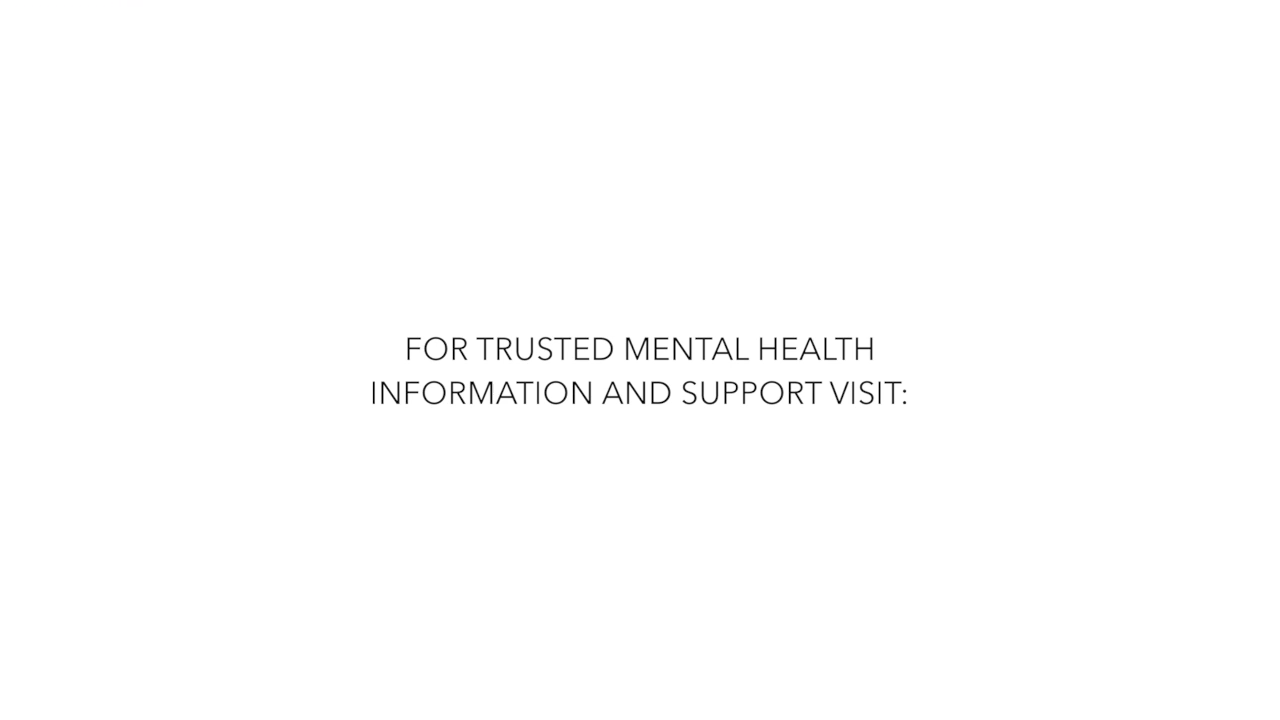 FOR TRUSTED MENTAL HEALTH
INFORMATION AND SUPPORT VISIT: